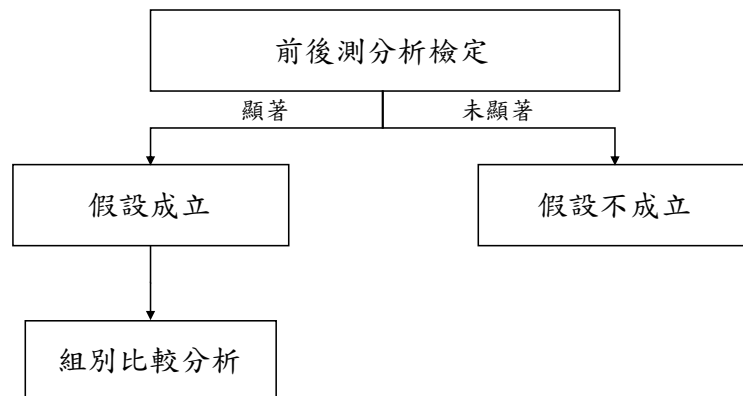 前後測分析檢定
顯著
未顯著
假設成立
假設不成立
組別比較分析